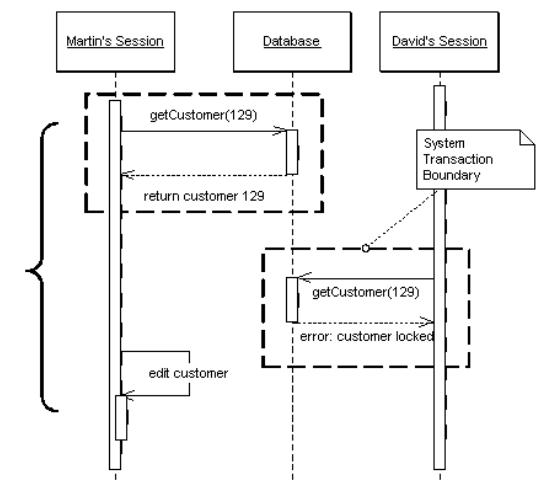 Martin's Session
Database
David's Session
getCustomer(129)
return customer 129
System
Transaction
Boundary
getCustomer(129)
error: customer locked
edit customer